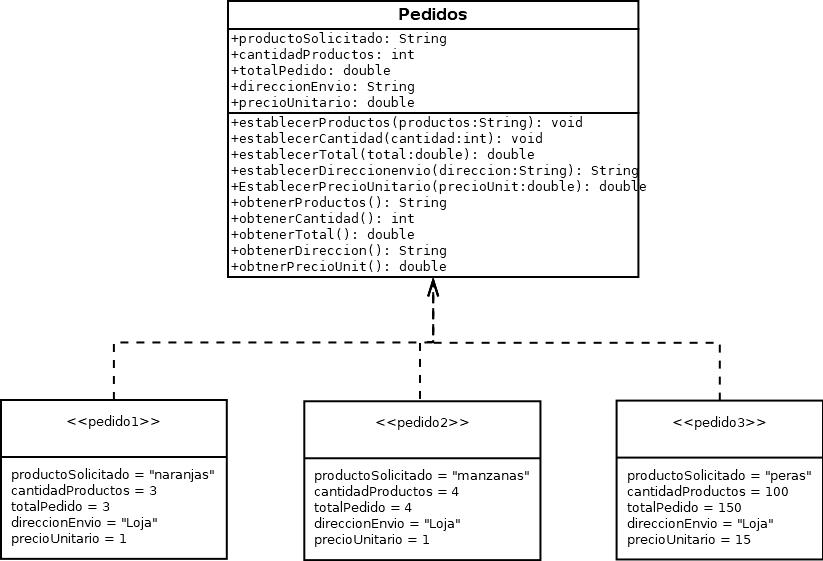 Pedidos
+productoSolicitado: String
+cantidadProductos: int
+totalPedido: double
+direccionEnvio: String
+precioUnitario: double
+establecerProductos(productos:String): void
+establecerCantidad(cantidad:int): void
+establecerTotal(total:double): double
+establecerDireccionenvio(direccion:String): String
+EstablecerPrecioUnitario(precioUnit:double): double
+obtenerProductos(): String
+obtenerCantidad(): int
+obtenerTotal(): double
+obtenerDireccion(): String
+obtnerPrecioUnit(): double
<<pedido1>>
productoSolicitado = "naranjas"
cantidadProductos = 3
totalPedido = 3
direccionEnvio = "Loja"
precioUnitario = 1
<<pedido2>>
productoSolicitado = "manzanas"
cantidadProductos = 4
totalPedido = 4
direccionEnvio = "Loja"
precioUnitario = 1
<<pedido3>>
productoSolicitado = "peras"
cantidadProductos = 100
totalPedido = 150
direccionEnvio = "Loja"
precioUnitario = 15